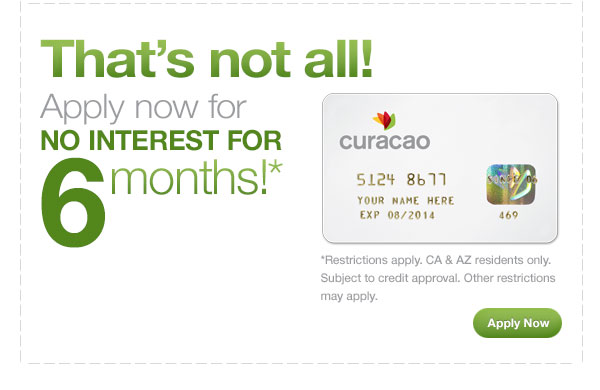 That's not all!
Apply now for
NO INTEREST FOR
6 months!*
curacao
5124 8677
YOUR NAME HERE
EXP 08/2014
469
*Restrictions apply. CA & AZ residents only.
Subject to credit approval. Other restrictions
may apply.
Apply Now